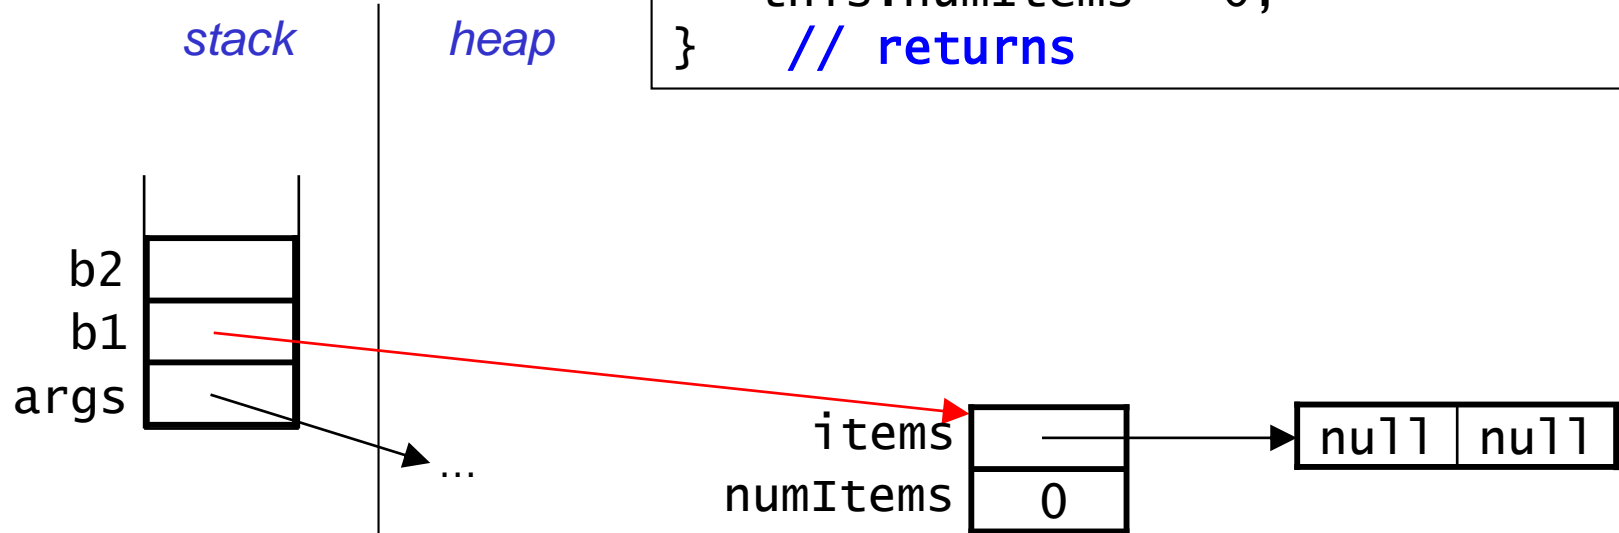 stack
heap
}    // returns
b2
b1
args
...
items
null null
numItems
0